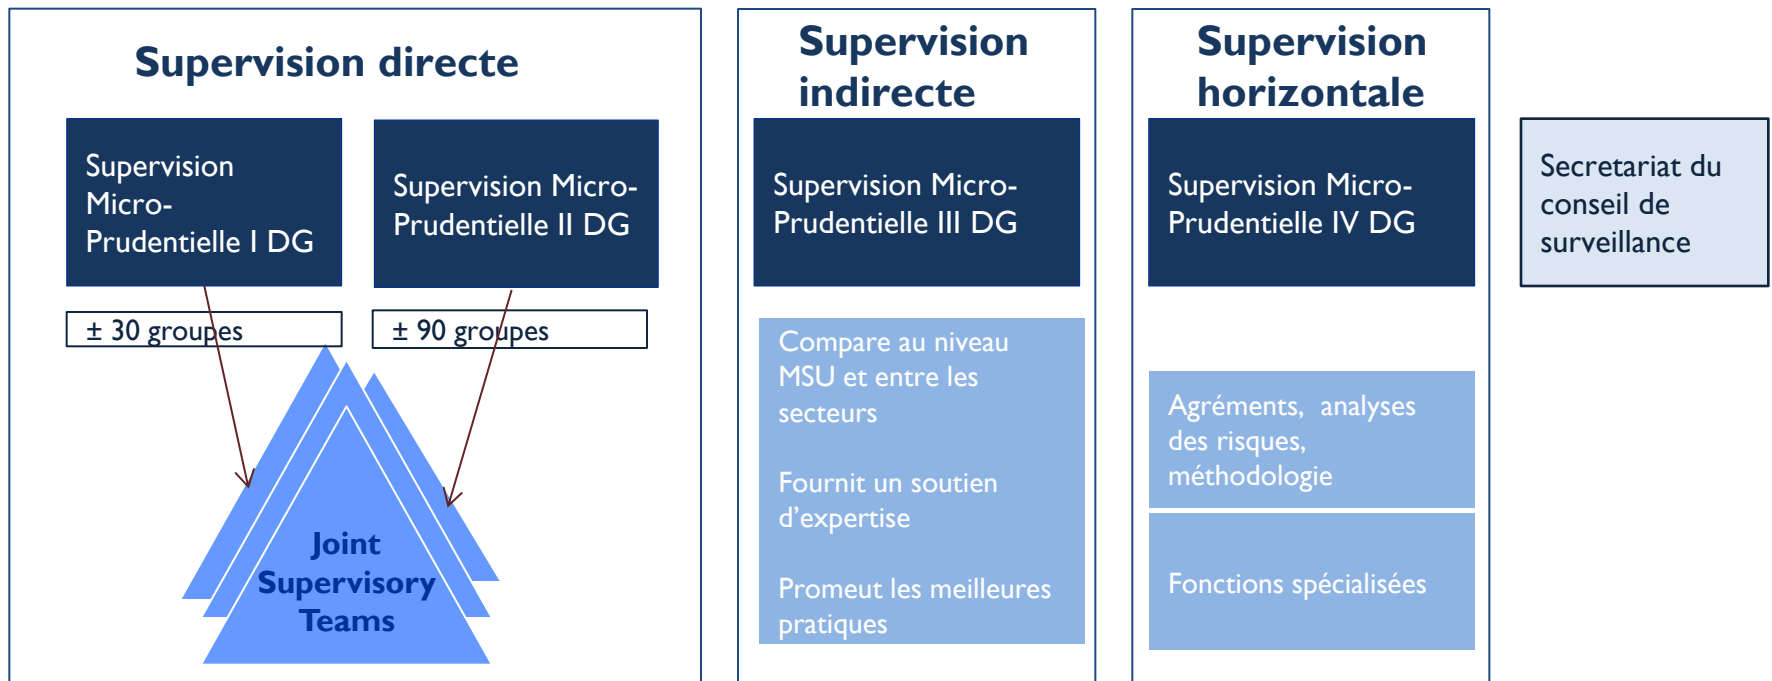 Supervision directe
Supervision
Micro-
Prudentielle I DG
Supervision Micro-
Prudentielle II DG
± 30 groupes
± 90 groupes
Joint
Supervisory
Teams
Supervision
indirecte
Supervision Micro-
Prudentielle III DG
Compare au niveau
MSU et entre les
secteurs
Fournit un soutien
d’expertise
Promeut les meilleures
pratiques
Supervision
horizontale
Supervision Micro-
Prudentielle IV DG
Agréments, analyses
des risques,
méthodologie
Fonctions spécialisées
Secretariat du
conseil de
surveillance